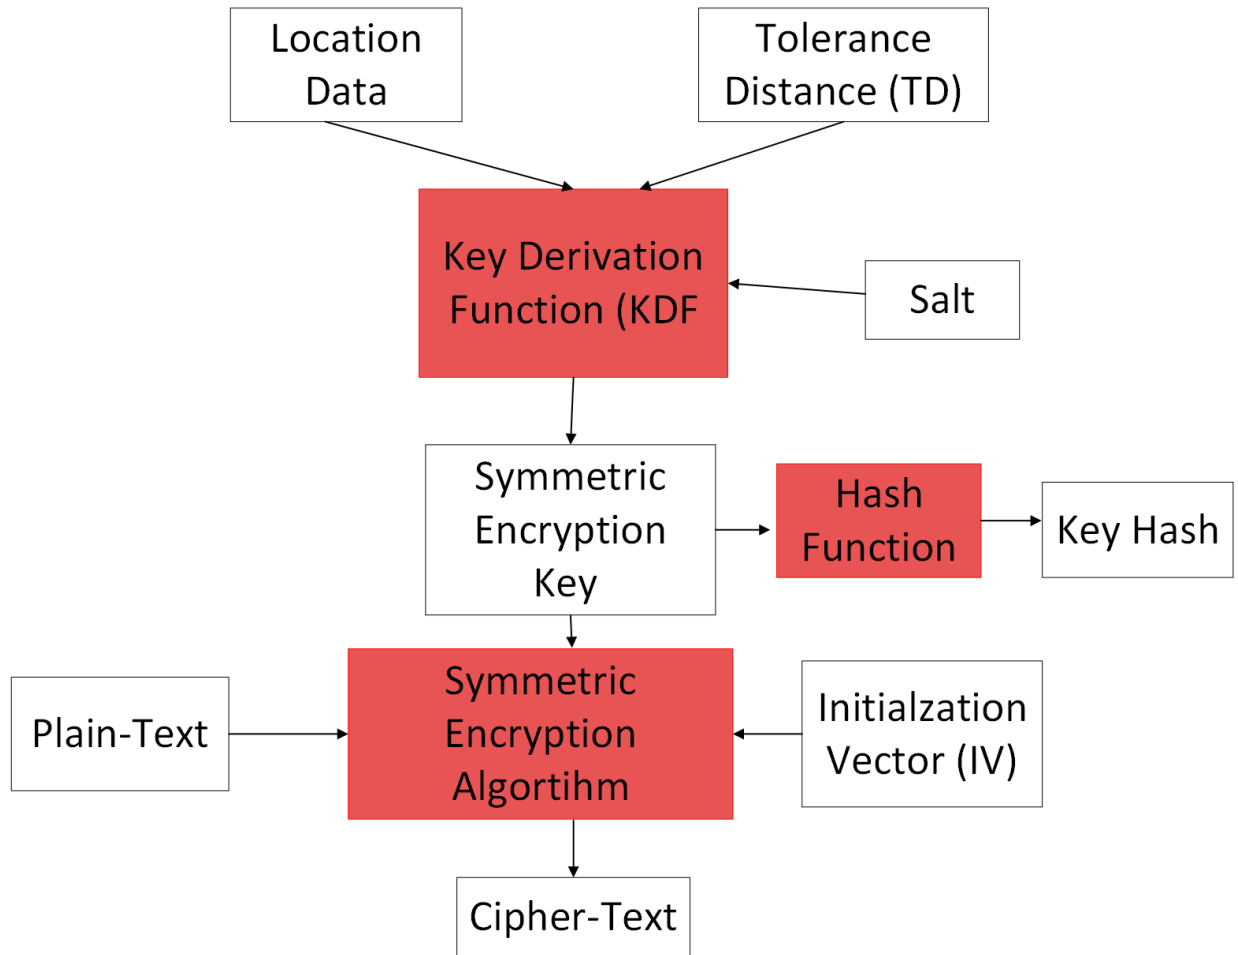 Location
Data
Tolerance
Distance (TD)
Key Derivation
Function (KDF
Salt
Symmetric
Encryption
Key
Hash
Function
Key Hash
Plain-Text
Symmetric
Encryption
Algortihm
Initialzation
Vector (IV)
Cipher-Text